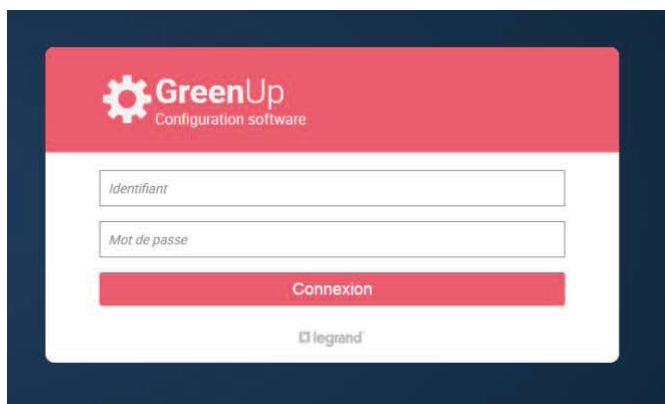 GreenUp
Configuration software
Identifiant
Mot de passe
Connexion
legrand